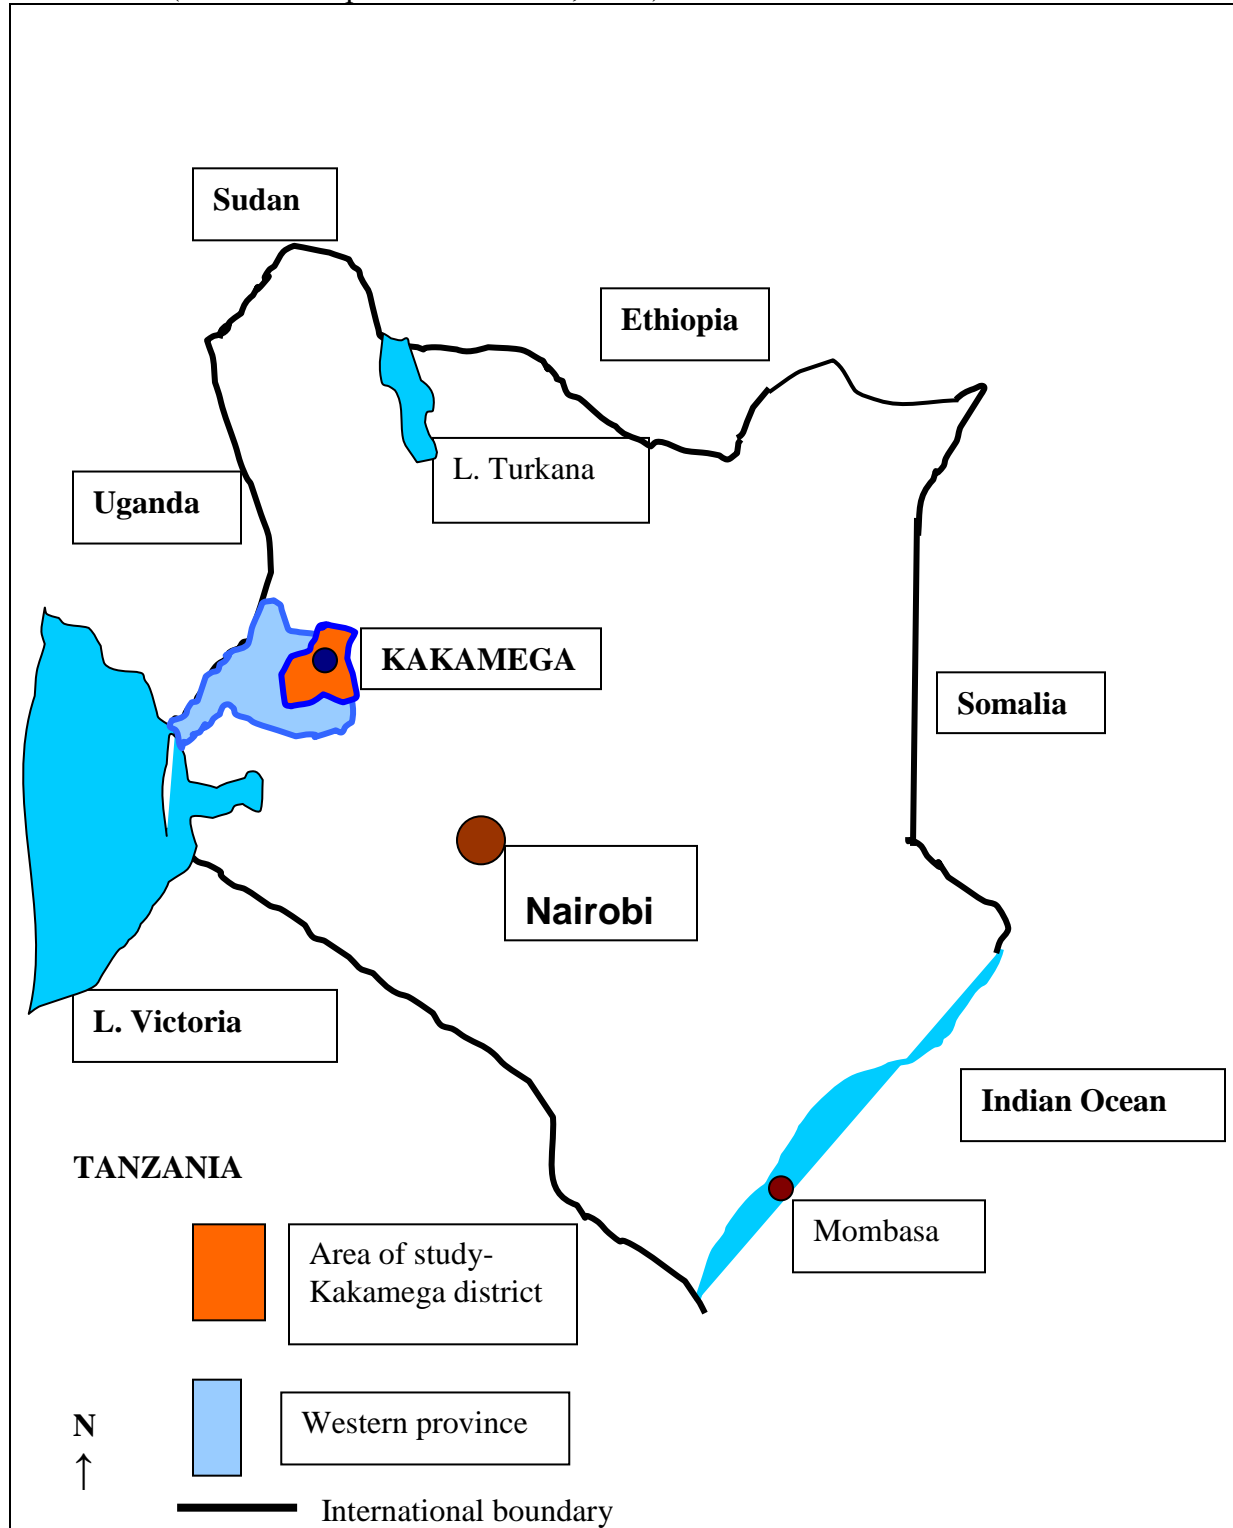 Sudan
Ethiopia
L. Turkana
Uganda
KAKAMEGA
Somalia
Nairobi
L. Victoria
Indian Ocean
TANZANIA
Mombasa
Area of study-
Kakamega district
Western province
N
↑
International boundary